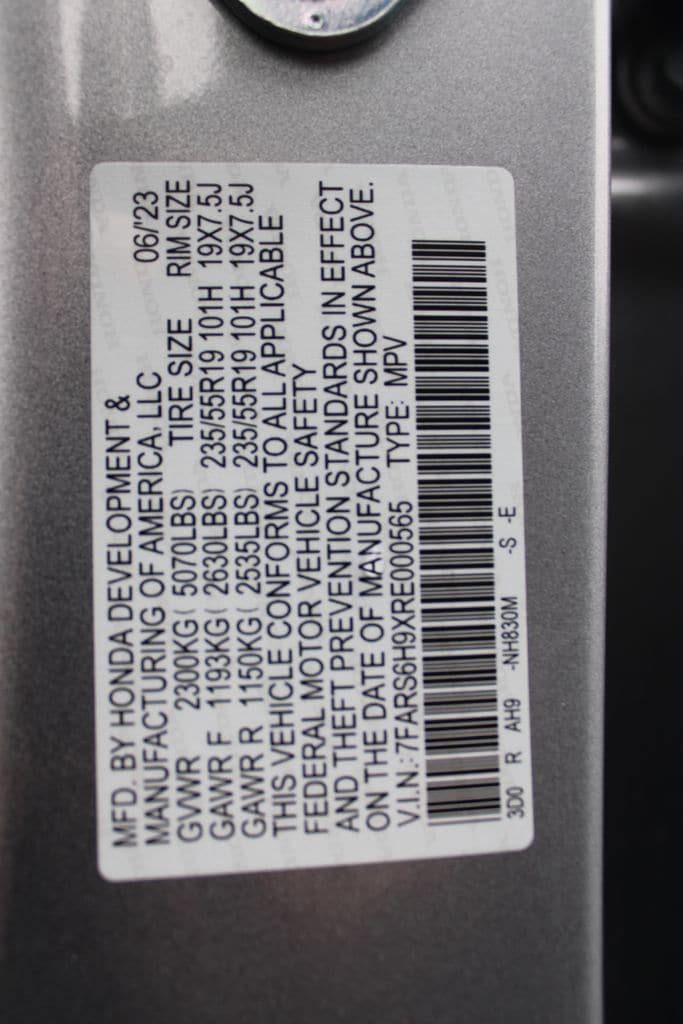 MFD. BY HONDA DEVELOPMENT &
MANUFACTURING OF AMERICA, LLC 06/'23
GVWR 2300KG( 5070LBS) TIRE SIZE RIM SIZE
GAWR F 1193KG( 2630LBS) 235/55R19 101H 19X7.5J
GAWR R 1150KG( 2535LBS) 235/55R19 101H 19X7.5J
THIS VEHICLE CONFORMS TO ALL APPLICABLE
FEDERAL MOTOR VEHICLE SAFETY
AND THEFT PREVENTION STANDARDS IN EFFECT
ON THE DATE OF MANUFACTURE SHOWN ABOVE.
V.I.N.:7FARS6H9XRE000565 TYPE: MPV
3D0 R AH9 -NH830M -S -E